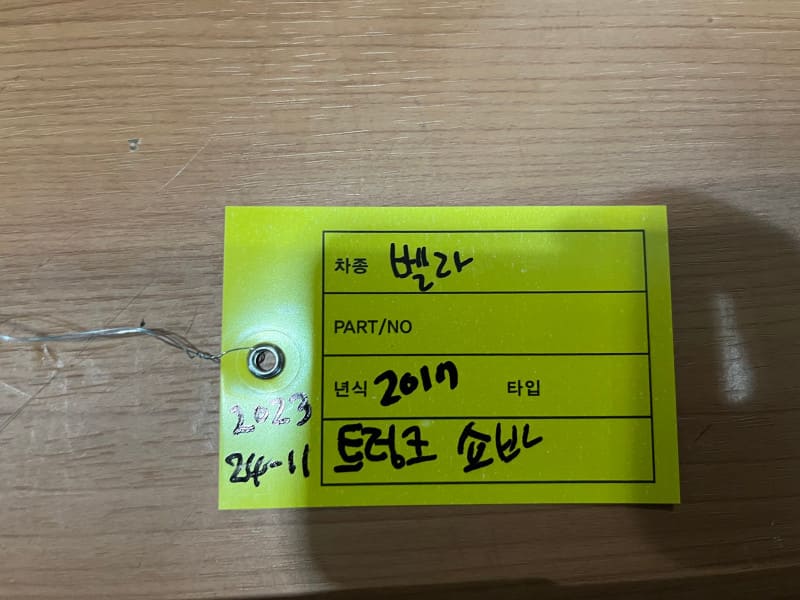 차종 벨라
PART/NO
년식 2017 타입
트렁크 쇼바
2023
24-11